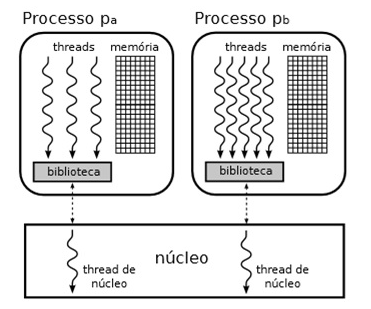 Processo pa
Processo pb
threads memória
threads memória
biblioteca
biblioteca
núcleo
thread de
núcleo
thread de
núcleo